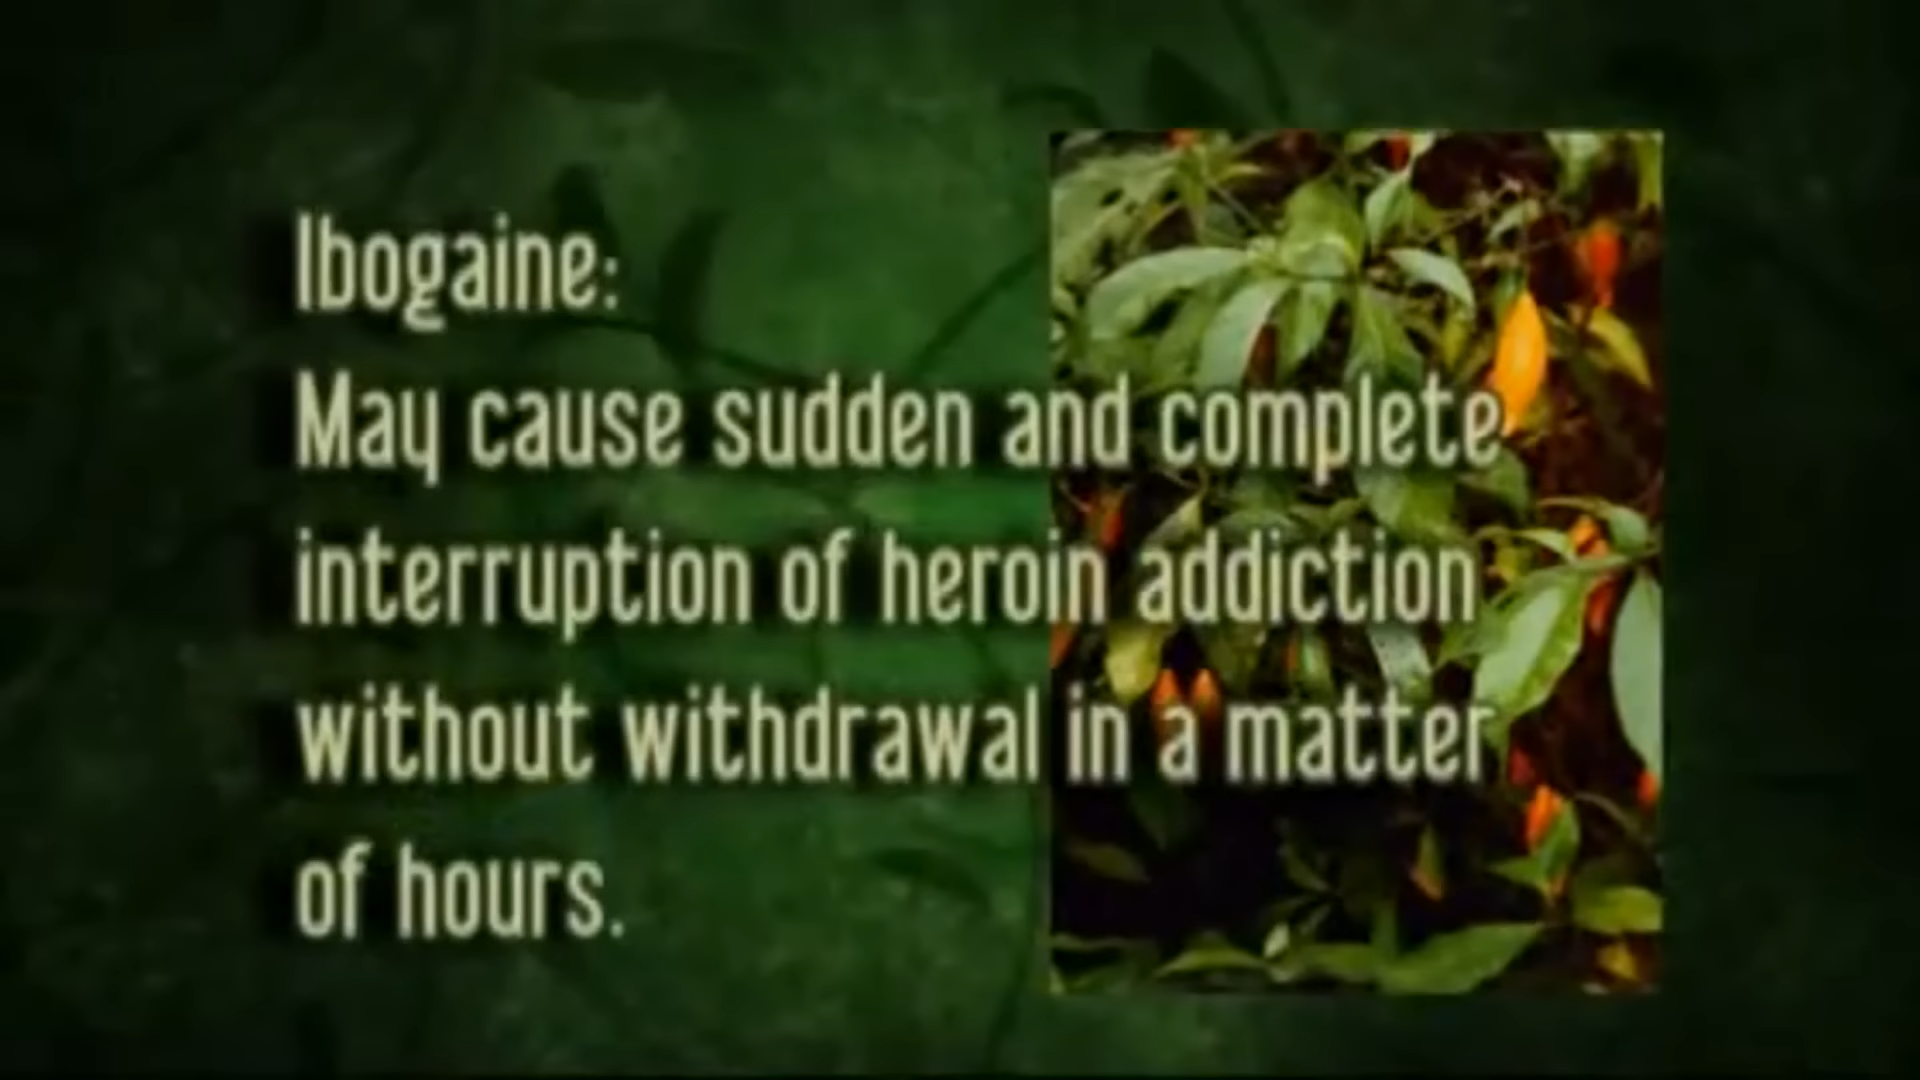 Ibogaine:
May cause sudden and complete
interruption of heroin addiction
without withdrawal in a matter
of hours.